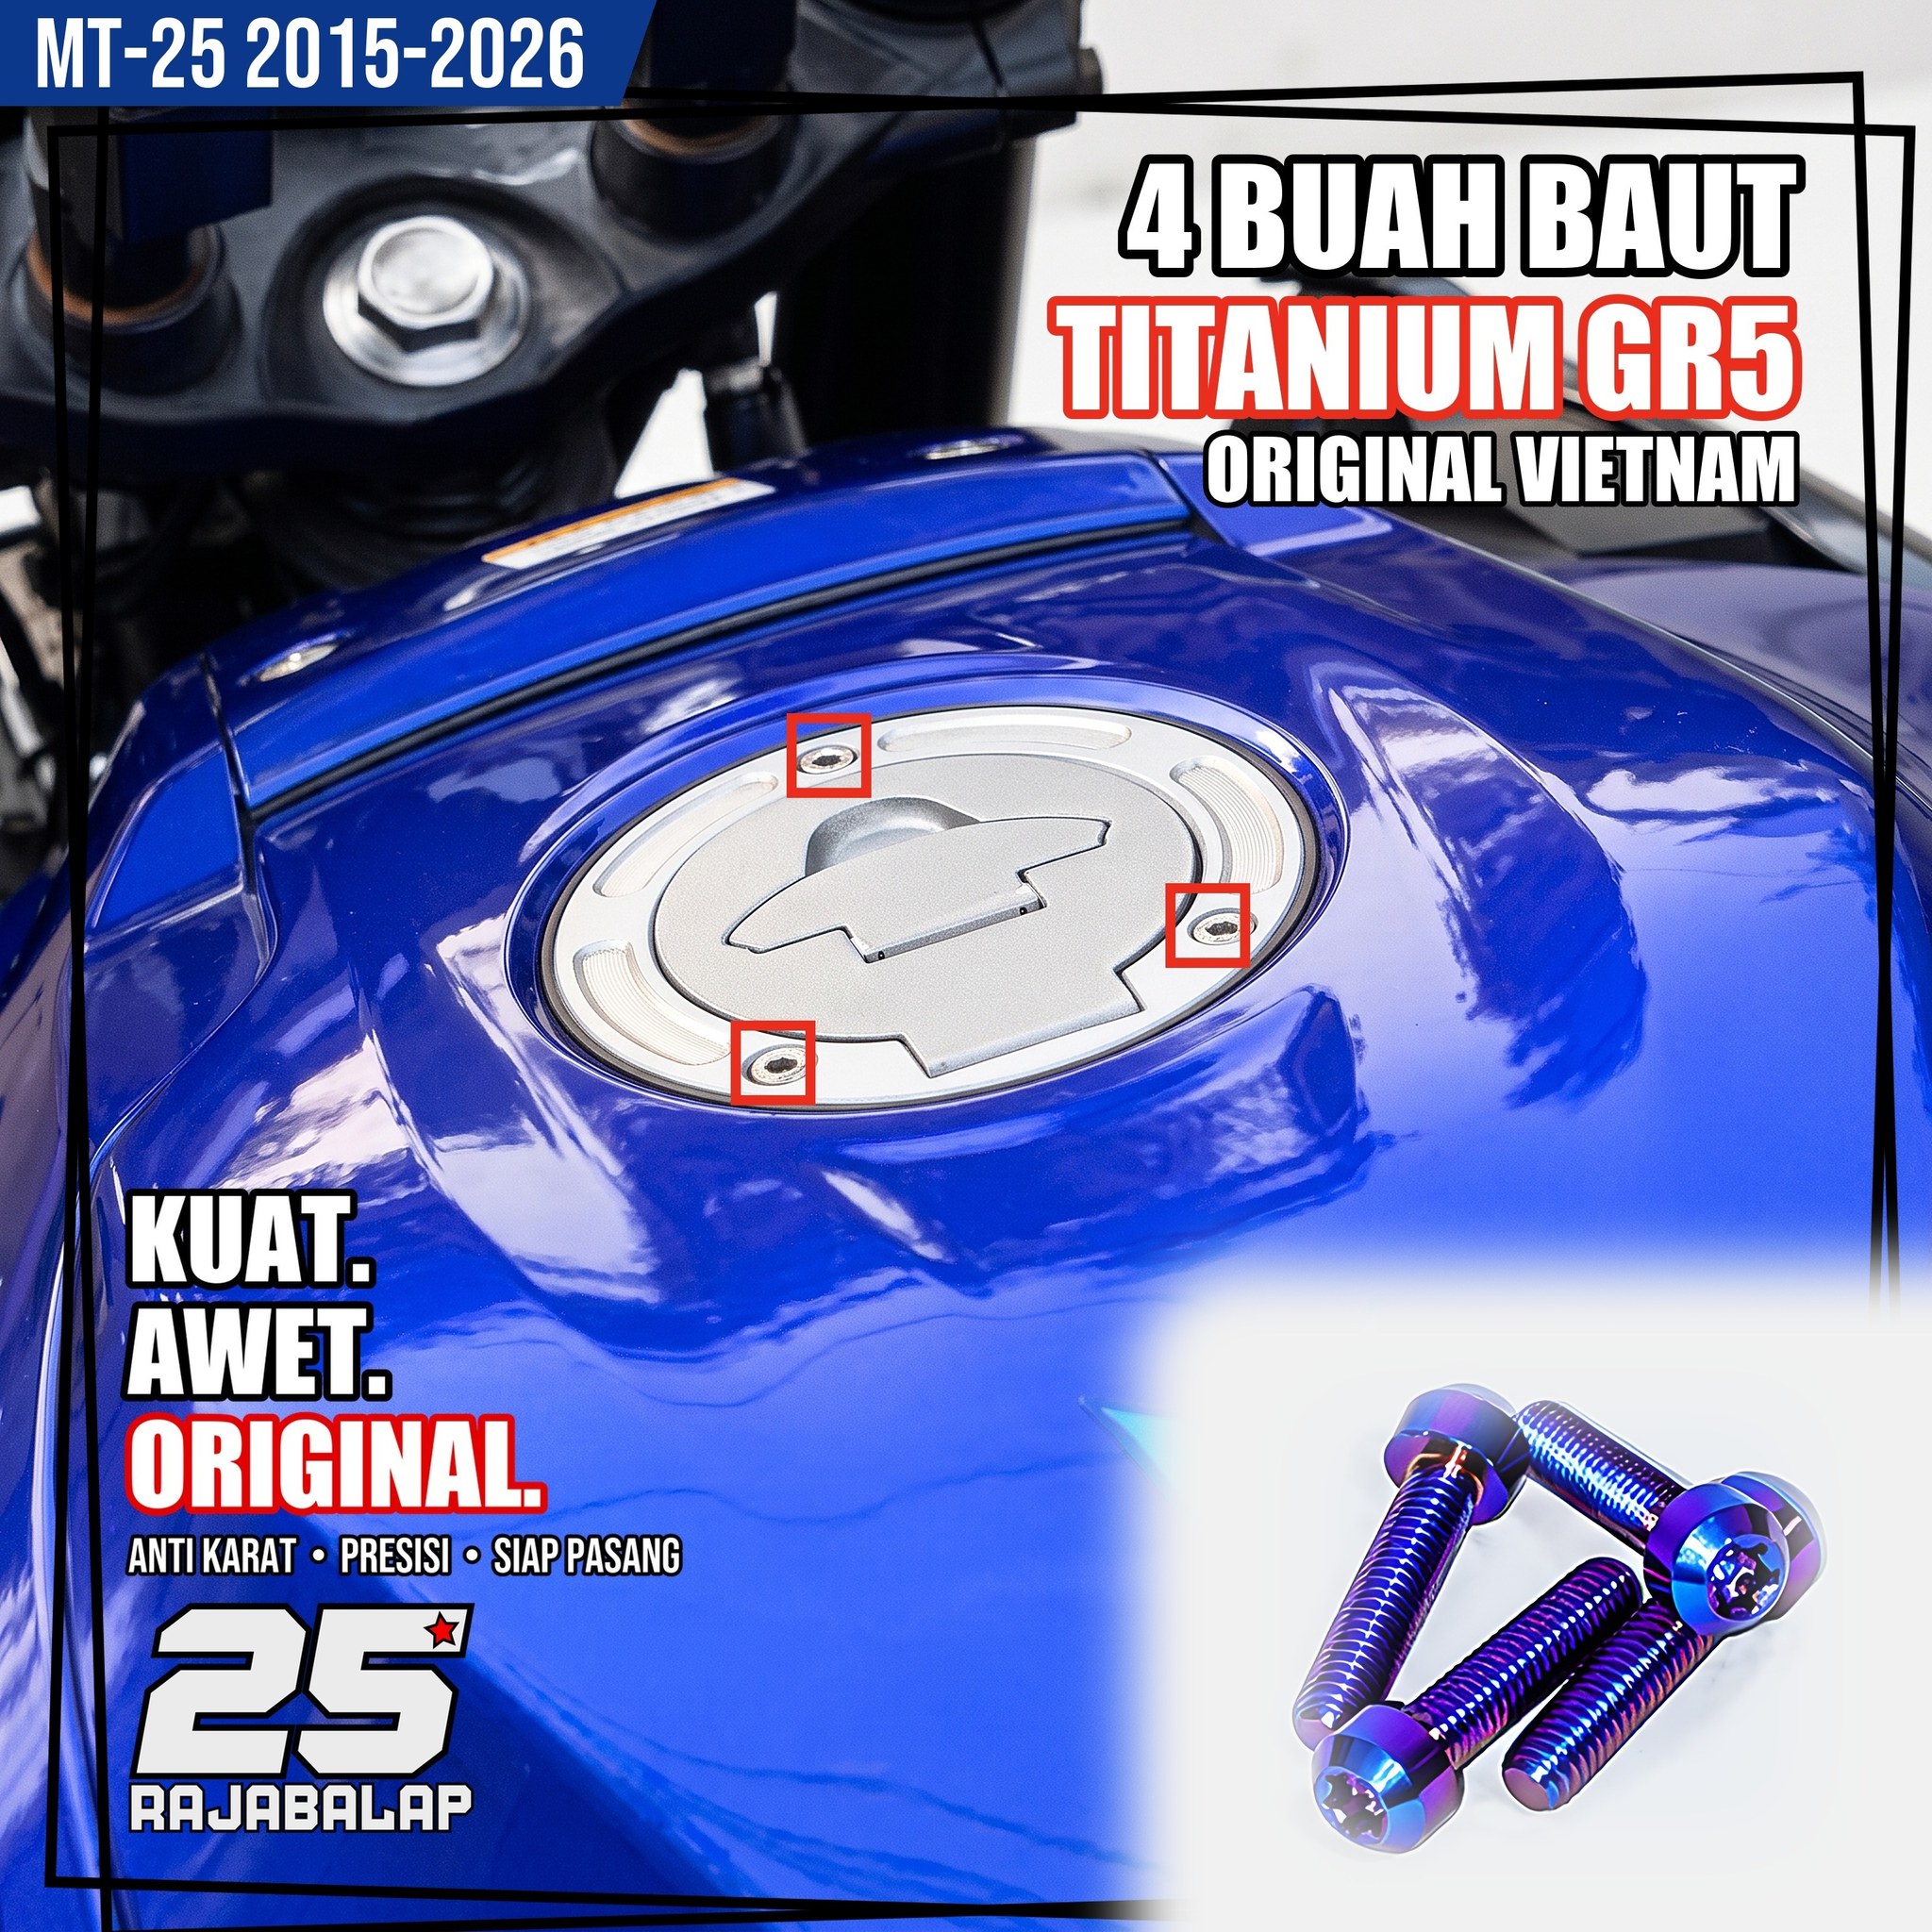 MT-25 2015-2026
4 BUAH BAUT
TITANIUM GR5
ORIGINAL VIETNAM
KUAT.
AWET.
ORIGINAL.
ANTI KARAT • PRESISI • SIAP PASANG
25
RAJABALAP